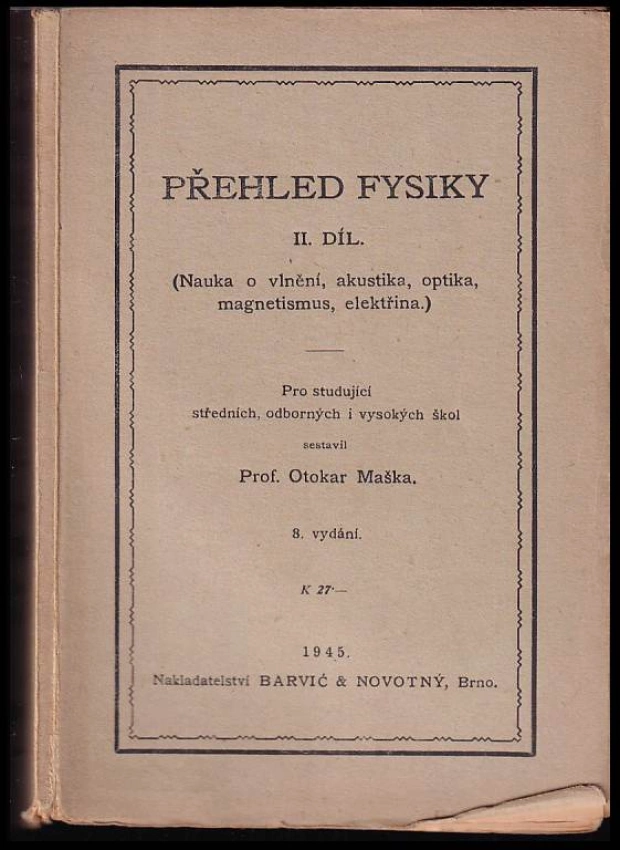 PŘEHLED FYSIKY
II. DÍL.
(Nauka o vlnění, akustika, optika,
magnetismus, elektřina.)
Pro studující
středních, odborných i vysokých škol
sestavil
Prof. Otokar Maška.
8. vydání.
K 27·—
1945.
Nakladatelství BARVIĆ & NOVOTNÝ, Brno.